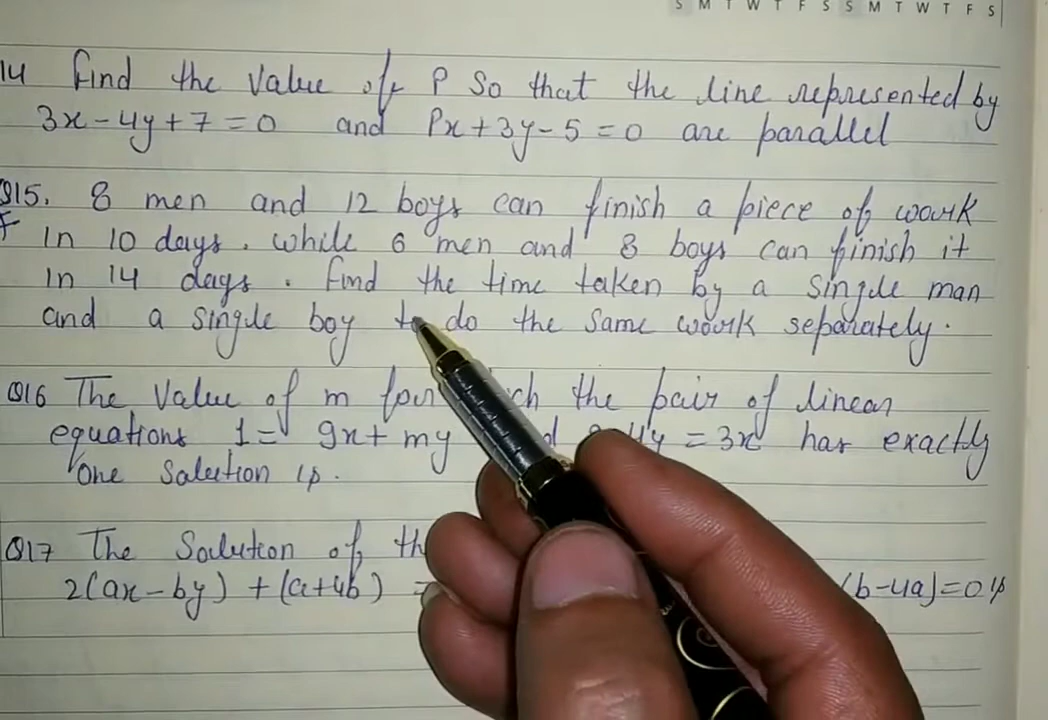 S M T W T F S S M T W T F S
14 Find the Value of P So that the line represented by
3x-4y+7=0 and Px+3y-5=0 are parallel
Q15. 8 men and 12 boys can finish a piece of work
In 10 days. while 6 men and 8 boys can finish it
In 14 days. Find the time taken by a single man
and a single boy to do the same work separately.
Q16 The Value of m for the pair of linear
equations 1= 9x+my = 3x has exactly
One Solution is.
Q17 The Solution of
2(ax-by)+(a+4b) (b-4a)=0 is